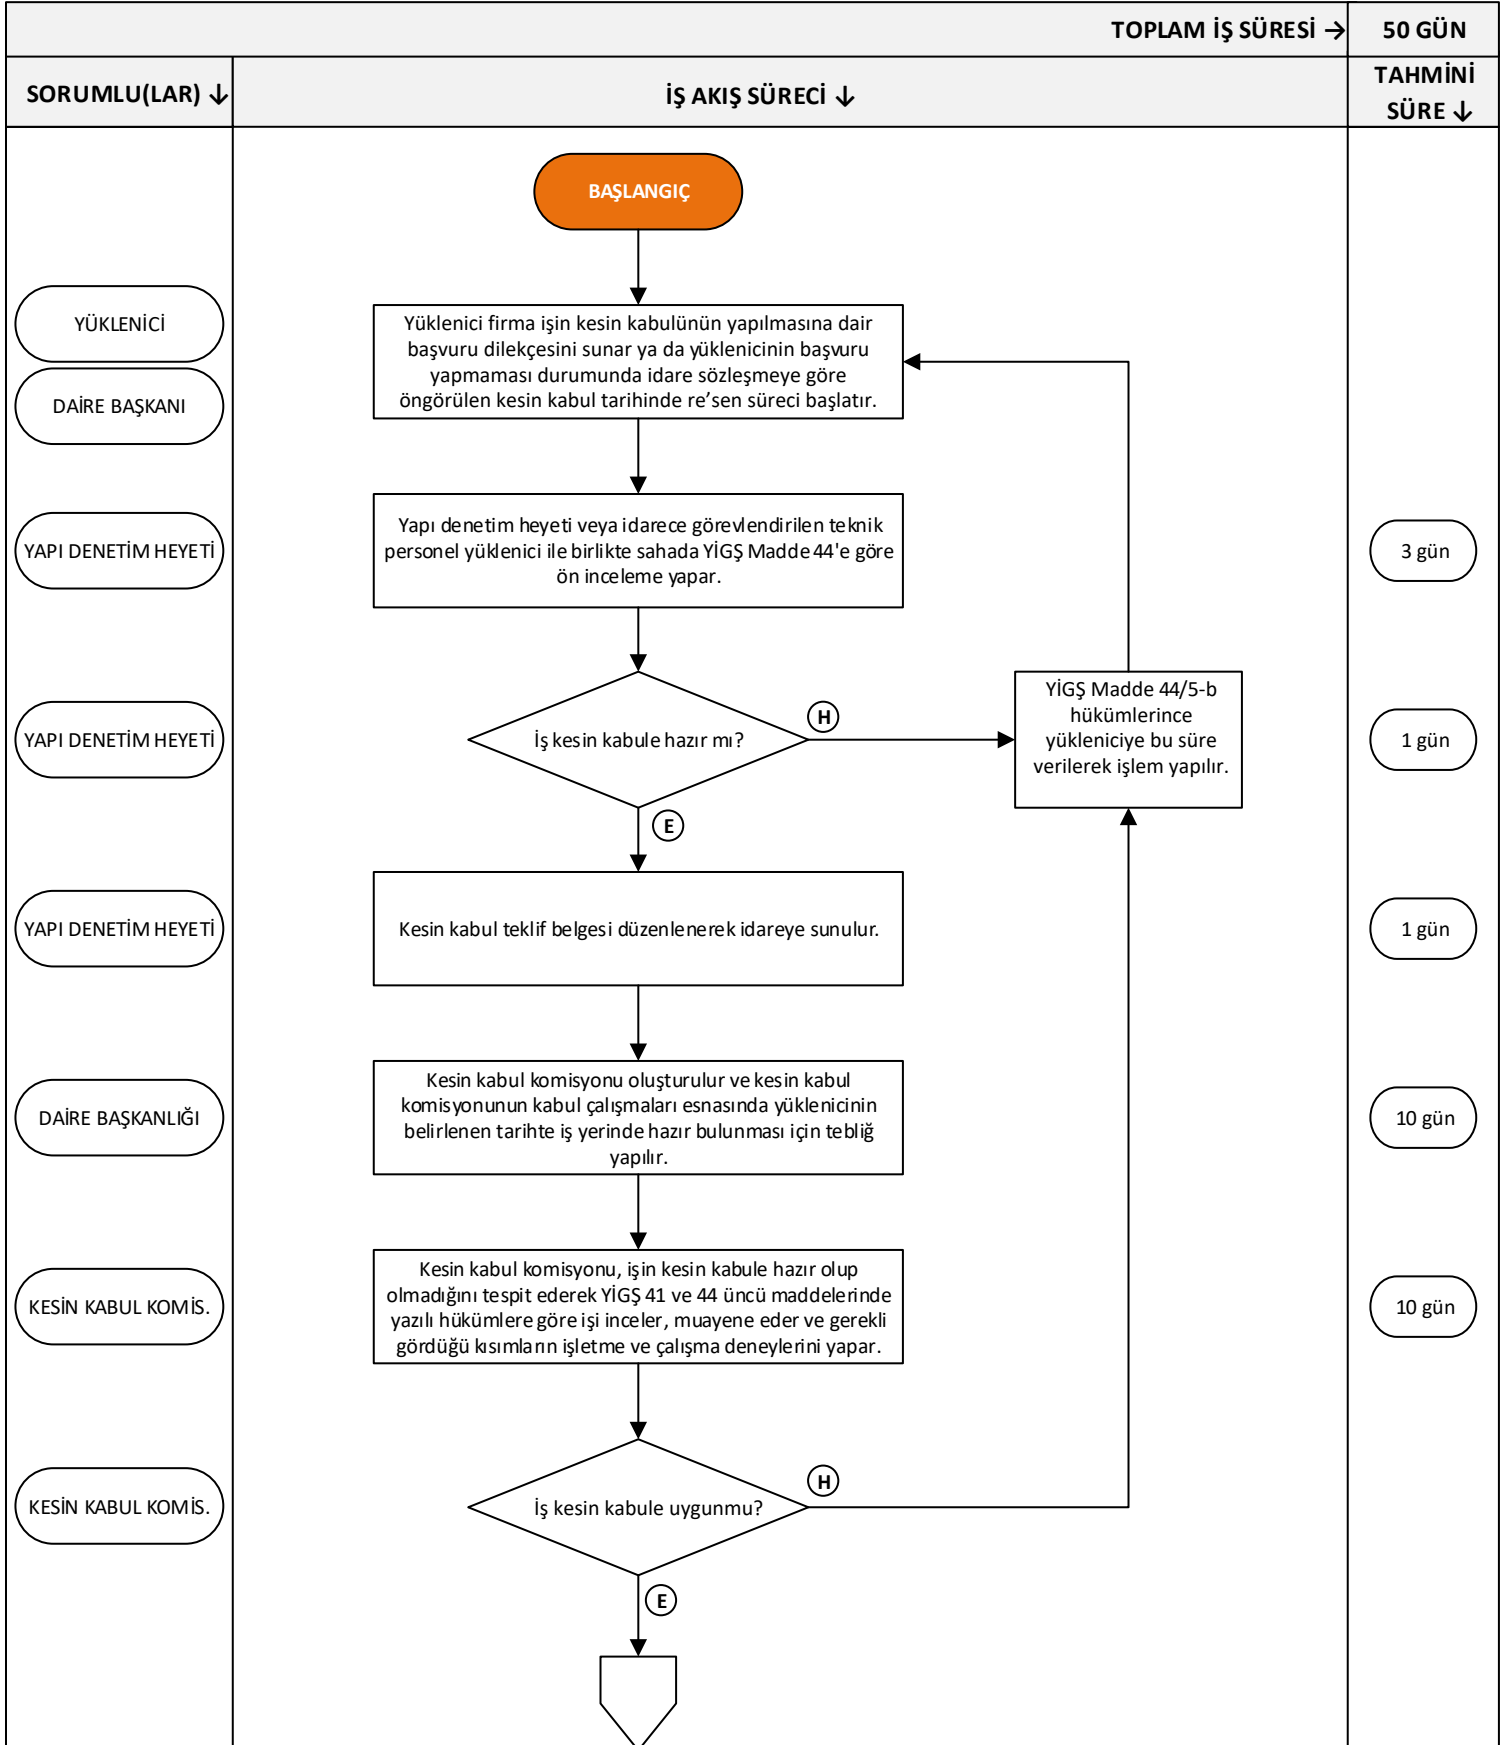 TOPLAM İŞ SÜRESİ → 50 GÜN
SORUMLU(LAR) ↓
İŞ AKIŞ SÜRECİ ↓
TAHMİNİ
SÜRE ↓
BAŞLANGIÇ
YÜKLENİCİ
DAİRE BAŞKANI
Yüklenici firma işin kesin kabulünün yapılmasına dair
başvuru dilekçesini sunar ya da yüklenicinin başvuru
yapmaması durumunda idare sözleşmeye göre
öngörülen kesin kabul tarihinde re’sen süreci başlatır.
YAPI DENETİM HEYETİ
Yapı denetim heyeti veya idarece görevlendirilen teknik
personel yüklenici ile birlikte sahada YİGŞ Madde 44'e göre
ön inceleme yapar.
3 gün
YAPI DENETİM HEYETİ
İş kesin kabule hazır mı?
H
YİGŞ Madde 44/5-b
hükümlerince
yükleniciye bu süre
verilerek işlem yapılır.
1 gün
E
YAPI DENETİM HEYETİ
Kesin kabul teklif belgesi düzenlenerek idareye sunulur.
1 gün
DAİRE BAŞKANLIĞI
Kesin kabul komisyonu oluşturulur ve kesin kabul
komisyonunun kabul çalışmaları esnasında yüklenicinin
belirlenen tarihte iş yerinde hazır bulunması için tebliğ
yapılır.
10 gün
KESİN KABUL KOMİS.
Kesin kabul komisyonu, işin kesin kabule hazır olup
olmadığını tespit ederek YİGŞ 41 ve 44 üncü maddelerinde
yazılı hükümlere göre işi inceler, muayene eder ve gerekli
gördüğü kısımların işletme ve çalışma deneylerini yapar.
10 gün
KESİN KABUL KOMİS.
İş kesin kabule uygunmu?
H
E